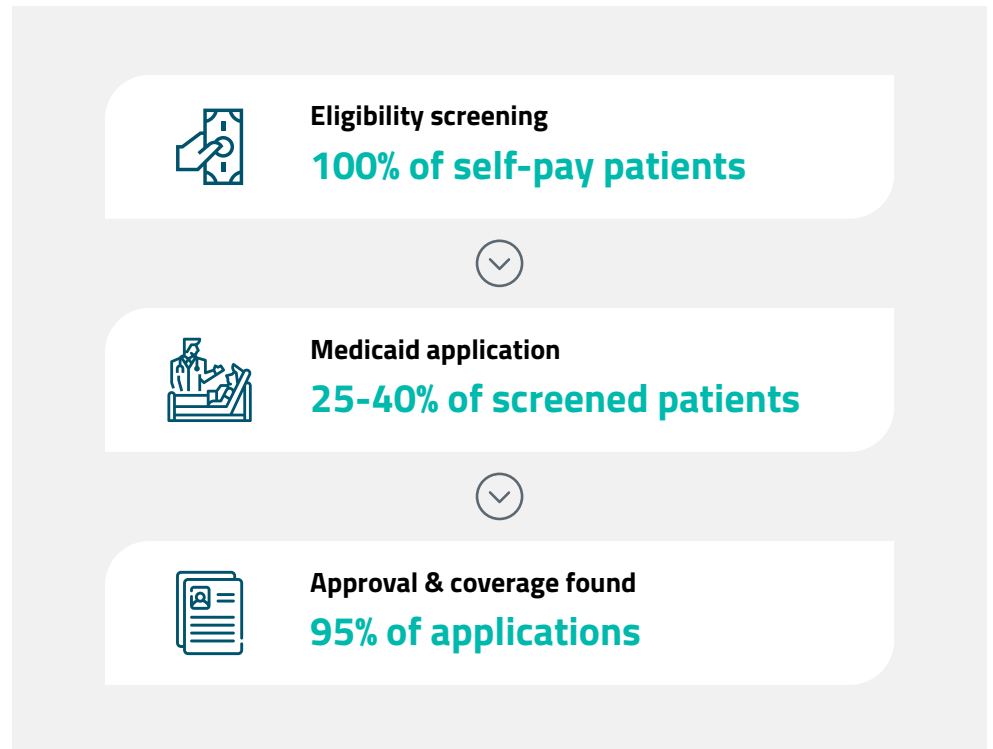 Eligibility screening
100% of self-pay patients
Medicaid application
25-40% of screened patients
Approval & coverage found
95% of applications